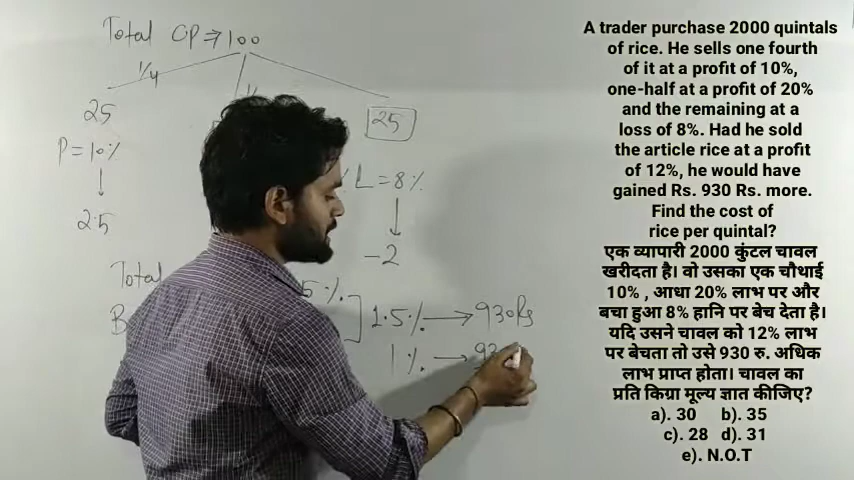 Total CP ⇒ 100
1/4
25
25
P = 10%
L = 8%
↓
↓
2.5
-2
Total
5%
B
1.5% → 930Rs
1% →
A trader purchase 2000 quintals
of rice. He sells one fourth
of it at a profit of 10%,
one-half at a profit of 20%
and the remaining at a
loss of 8%. Had he sold
the article rice at a profit
of 12%, he would have
gained Rs. 930 Rs. more.
Find the cost of
rice per quintal?
एक व्यापारी 2000 कुंटल चावल
खरीदता है। वो उसका एक चौथाई
10% , आधा 20% लाभ पर और
बचा हुआ 8% हानि पर बेच देता है।
यदि उसने चावल को 12% लाभ
पर बेचता तो उसे 930 रु. अधिक
लाभ प्राप्त होता। चावल का
प्रति किग्रा मूल्य ज्ञात कीजिए?
a). 30 b). 35
c). 28 d). 31
e). N.O.T